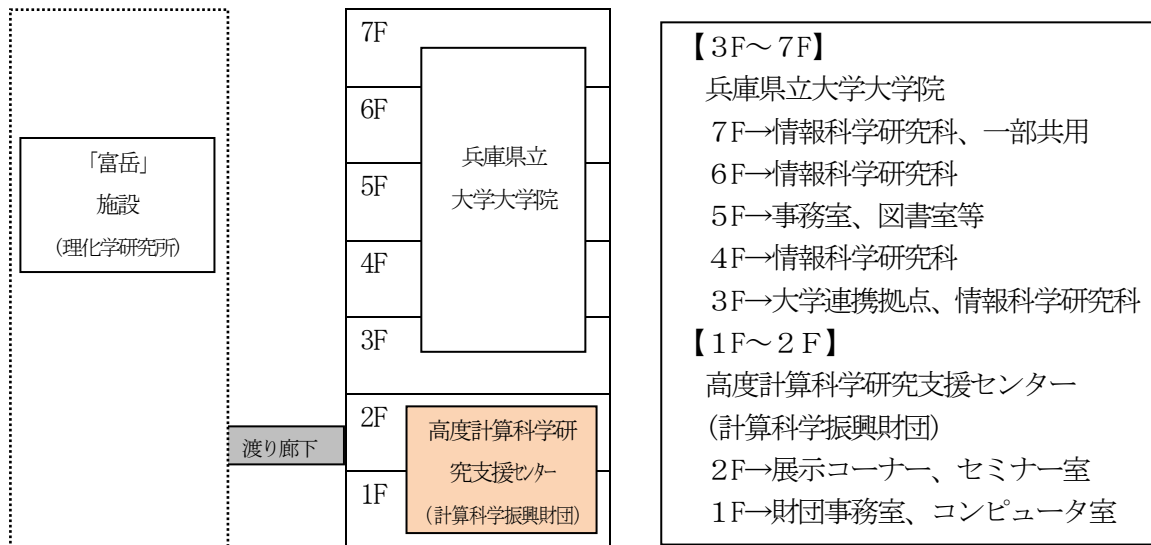 「富岳」
施設
(理化学研究所)
渡り廊下
7F
6F
5F
4F
3F
2F
1F
兵庫県立
大学大学院
高度計算科学研
究支援ｾﾝﾀｰ
(計算科学振興財団)
【３F～７F】
兵庫県立大学大学院
７F→情報科学研究科、一部共用
６F→情報科学研究科
５F→事務室、図書室等
４F→情報科学研究科
３F→大学連携拠点、情報科学研究科
【１F～２Ｆ】
高度計算科学研究支援センター
(計算科学振興財団)
２F→展示コーナー、セミナー室
１F→財団事務室、コンピュータ室